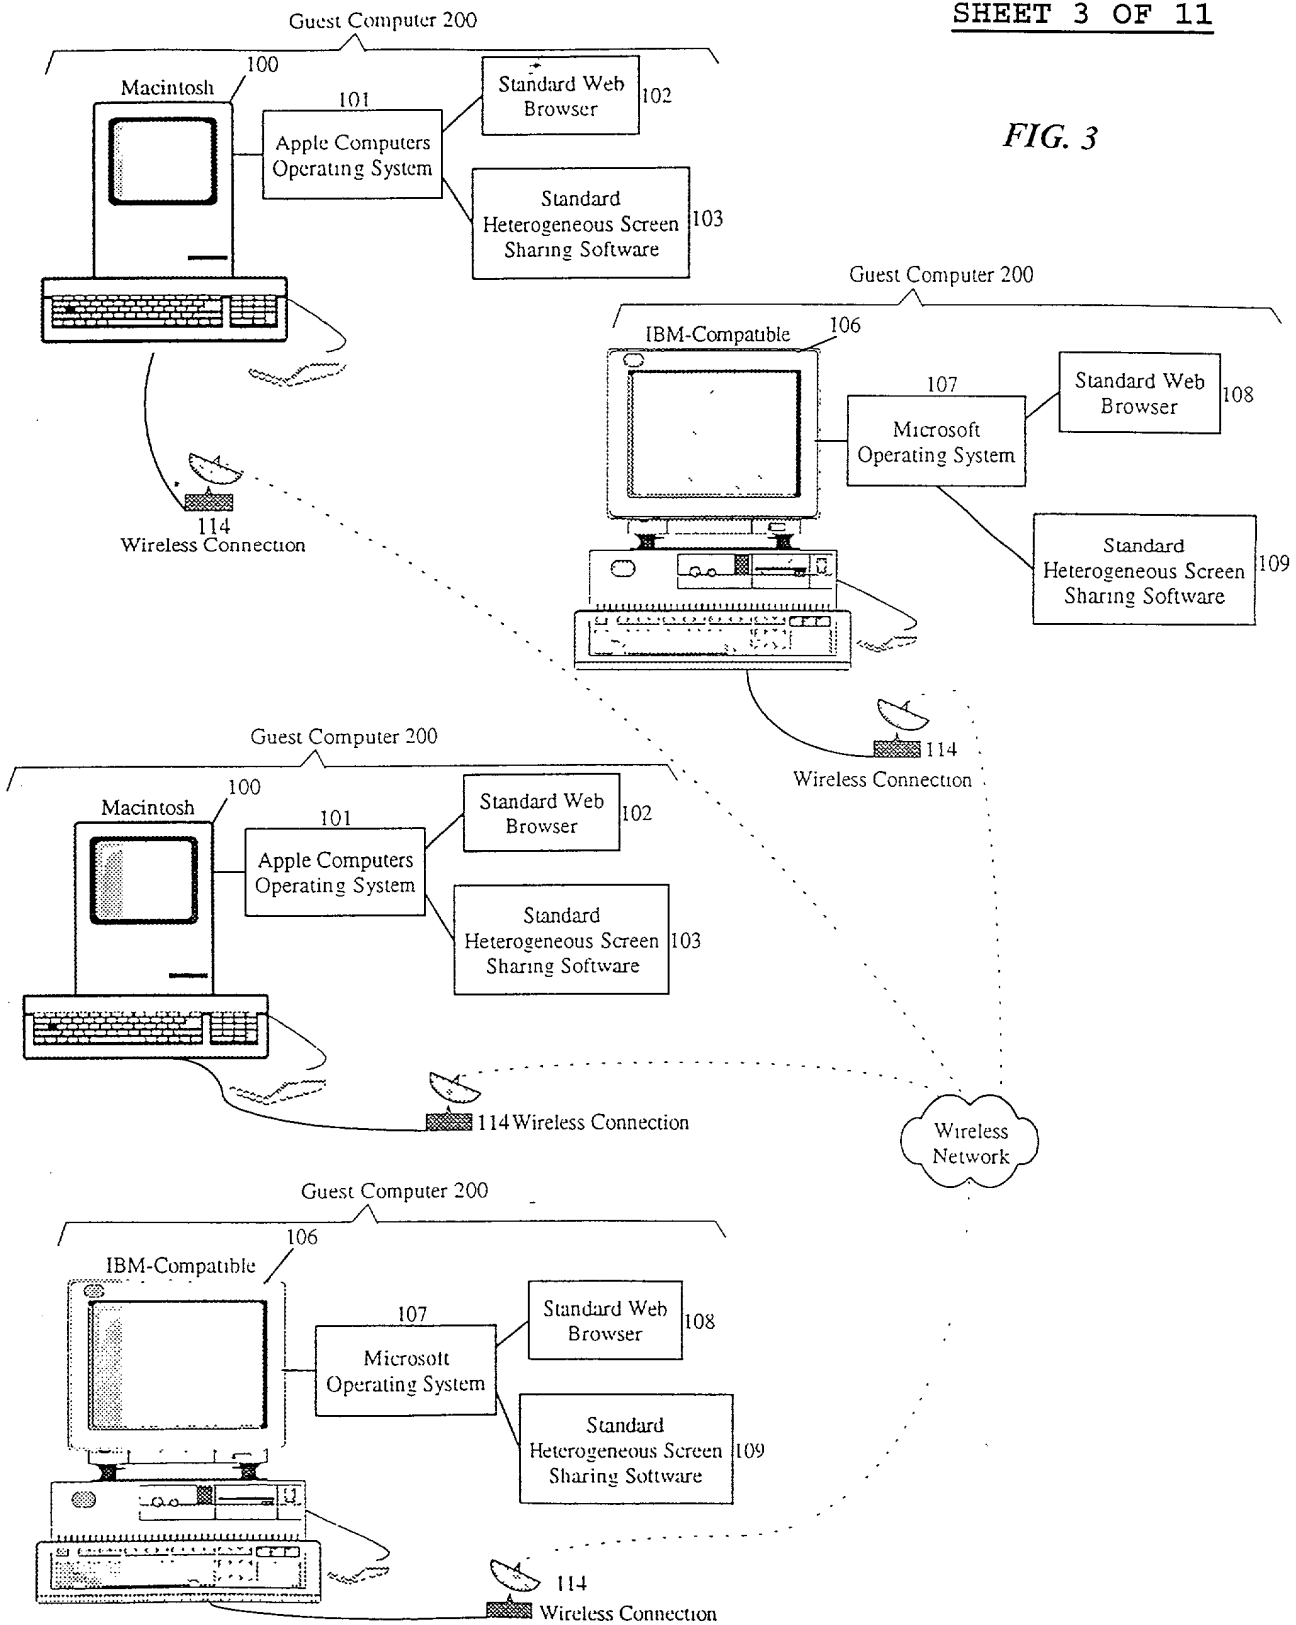 SHEET 3 OF 11
FIG. 3
Guest Computer 200
Macintosh
100
101
Apple Computers
Operating System
Standard Web
Browser
102
Standard
Heterogeneous Screen
Sharing Software
103
114
Wireless Connection
Guest Computer 200
IBM-Compatible
106
107
Microsoft
Operating System
Standard Web
Browser
108
Standard
Heterogeneous Screen
Sharing Software
109
114
Wireless Connection
Guest Computer 200
Macintosh
100
101
Apple Computers
Operating System
Standard Web
Browser
102
Standard
Heterogeneous Screen
Sharing Software
103
114 Wireless Connection
Wireless
Network
Guest Computer 200
IBM-Compatible
106
107
Microsoft
Operating System
Standard Web
Browser
108
Standard
Heterogeneous Screen
Sharing Software
109
114
Wireless Connection